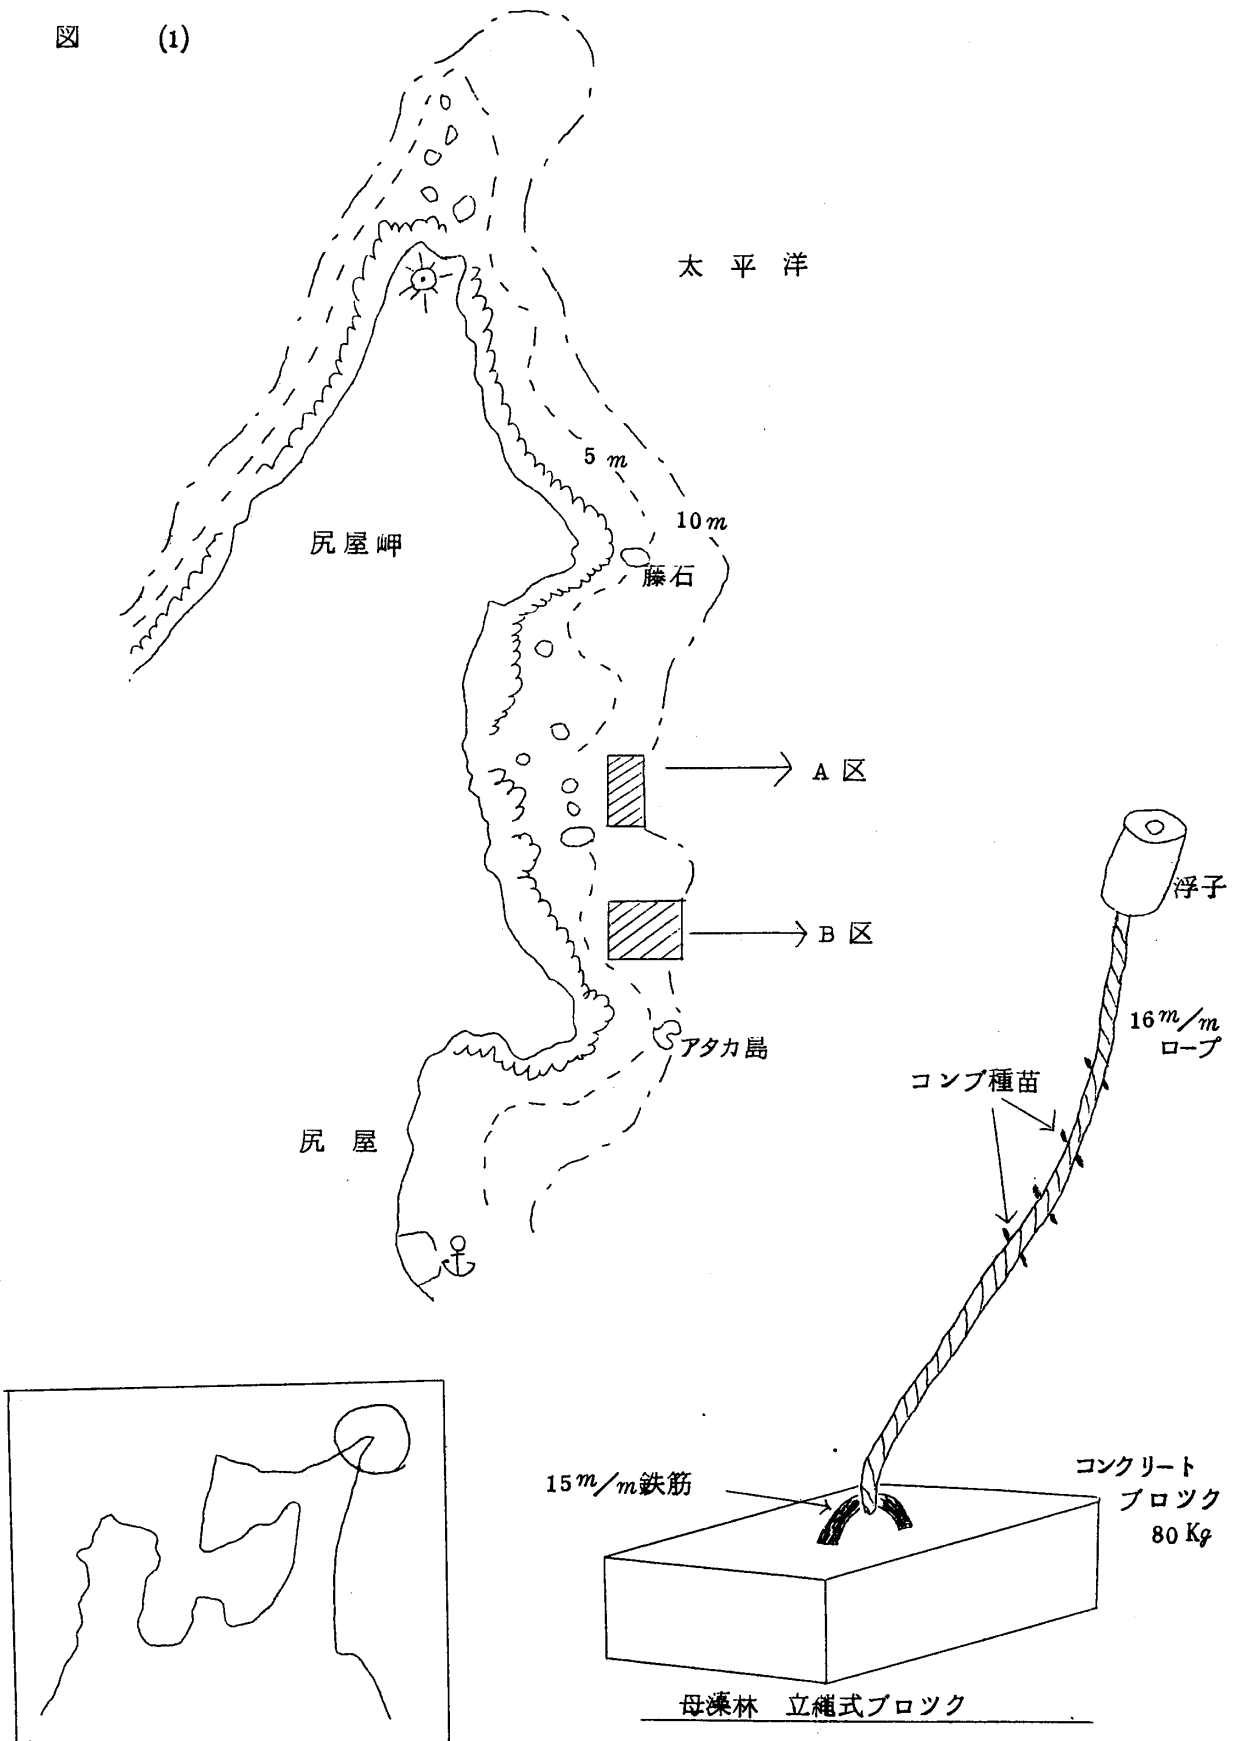 図 (1)
太平洋
5 m
10 m
尻屋岬
藤石
A 区
B 区
浮子
16 m/m
ロープ
アタカ島
コンブ種苗
尻屋
15 m/m 鉄筋
コンクリート
ブロツク
80 Kg
母藻林 立縄式ブロツク